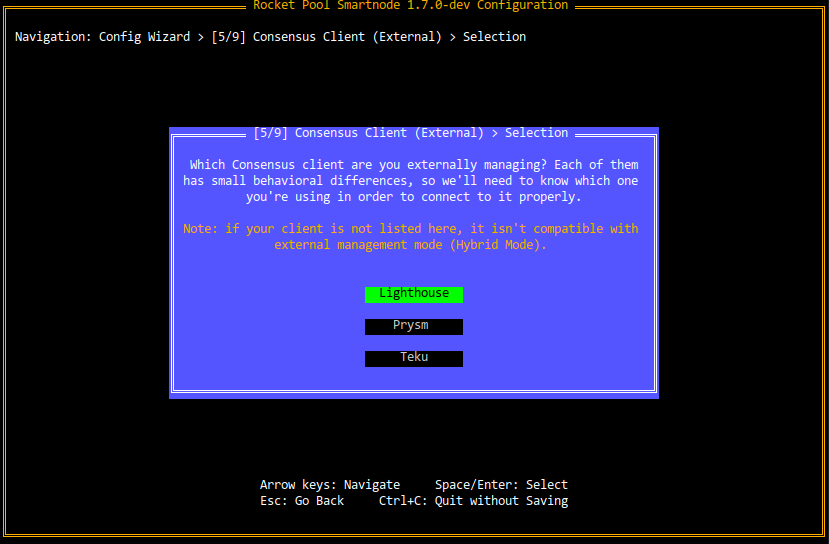 Rocket Pool Smartnode 1.7.0-dev Configuration
Navigation: Config Wizard > [5/9] Consensus Client (External) > Selection
[5/9] Consensus Client (External) > Selection
Which Consensus client are you externally managing? Each of them
has small behavioral differences, so we'll need to know which one
you're using in order to connect to it properly.
Note: if your client is not listed here, it isn't compatible with
external management mode (Hybrid Mode).
Lighthouse
Prysm
Teku
Arrow keys: Navigate     Space/Enter: Select
Esc: Go Back     Ctrl+C: Quit without Saving